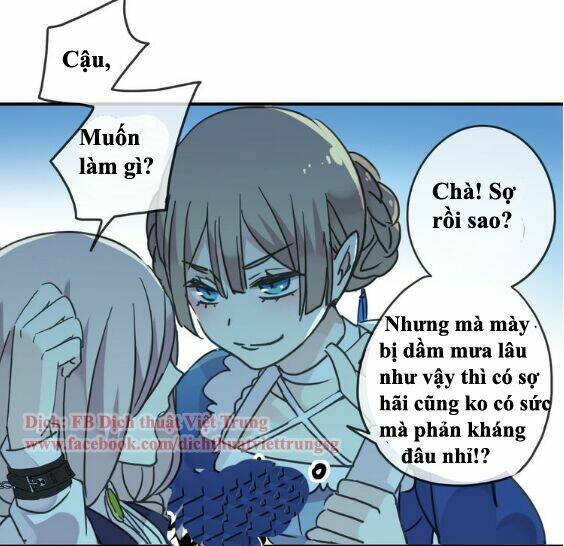 Cậu,
Muốn
làm gì?
Chà! Sợ
rồi sao?
Nhưng mà mày
bị dầm mưa lâu
như vậy thì có sợ
hãi cũng ko có sức
mà phản kháng
đâu nhỉ!?
Dịch: FB Dịch thuật Việt Trung
www.facebook.com/dichthuatviettrungsg